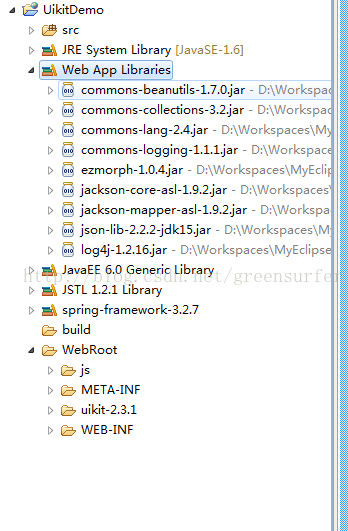 UikitDemo
src
JRE System Library [JavaSE-1.6]
Web App Libraries
commons-beanutils-1.7.0.jar - D:\Workspaces
commons-collections-3.2.jar - D:\Workspaces
commons-lang-2.4.jar - D:\Workspaces\My
commons-logging-1.1.1.jar - D:\Workspaces
ezmorph-1.0.4.jar - D:\Workspaces\MyEclips
jackson-core-asl-1.9.2.jar - D:\Workspaces
jackson-mapper-asl-1.9.2.jar - D:\Workspac
json-lib-2.2.2-jdk15.jar - D:\Workspaces\M
log4j-1.2.16.jar - D:\Workspaces\MyEclipse
JavaEE 6.0 Generic Library
http://blog.csdn.net/greensurfer
JSTL 1.2.1 Library
spring-framework-3.2.7
build
WebRoot
js
META-INF
uikit-2.3.1
WEB-INF